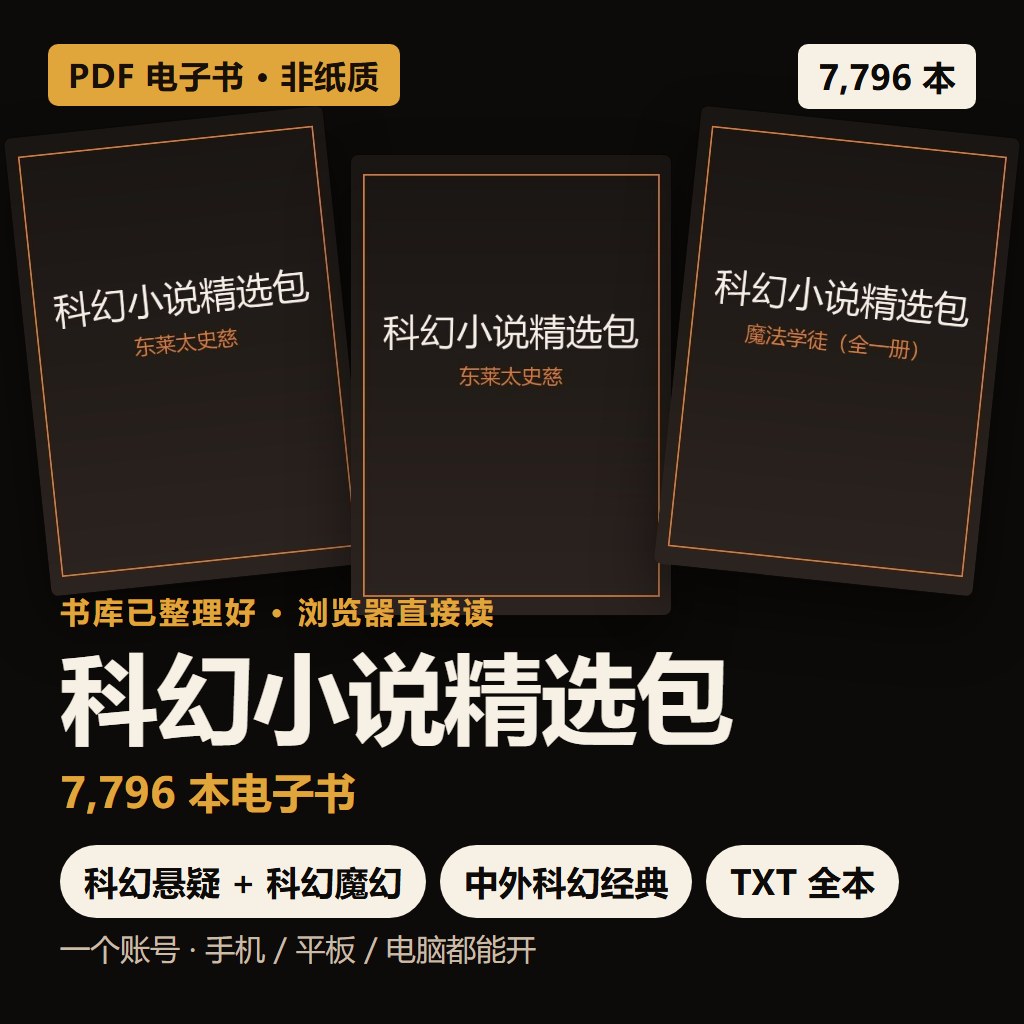 PDF 电子书 · 非纸质
7,796 本
科幻小说精选包
东莱太史慈
科幻小说精选包
东莱太史慈
科幻小说精选包
魔法学徒（全一册）
书库已整理好 · 浏览器直接读
科幻小说精选包
7,796 本电子书
科幻悬疑 + 科幻魔幻
中外科幻经典
TXT 全本
一个账号 · 手机 / 平板 / 电脑都能开